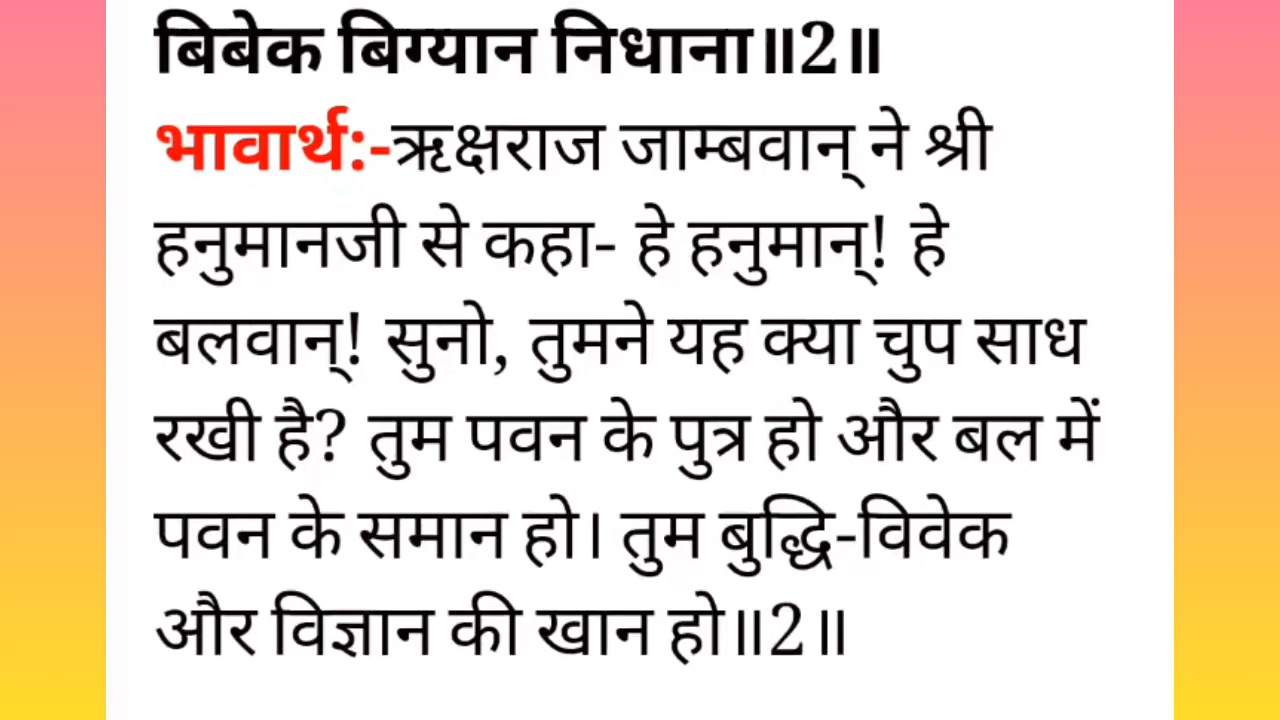 बिबेक बिग्यान निधाना॥2॥
भावार्थ:-ऋक्षराज जाम्बवान् ने श्री
हनुमानजी से कहा- हे हनुमान्! हे
बलवान्! सुनो, तुमने यह क्या चुप साध
रखी है? तुम पवन के पुत्र हो और बल में
पवन के समान हो। तुम बुद्धि-विवेक
और विज्ञान की खान हो॥2॥